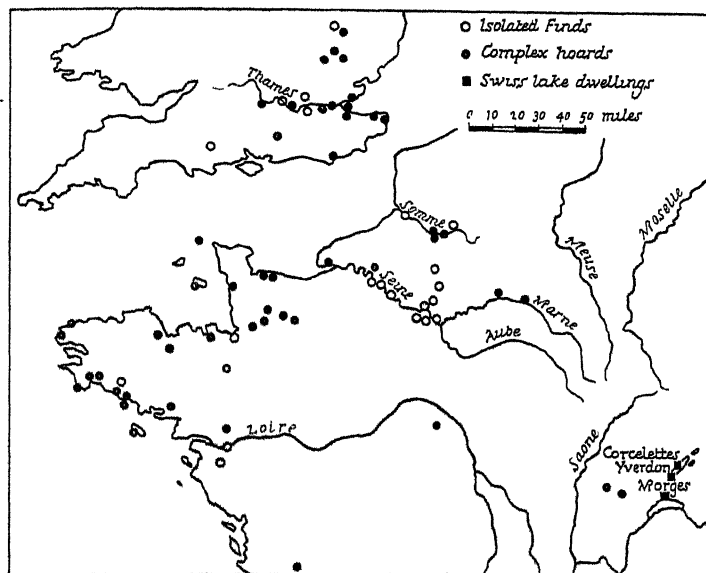 Isolated Finds
Complex hoards
Swiss lake dwellings
0 10 20 30 40 50 miles
Thames
Somme
Meuse
Moselle
Seine
Marne
Aube
Loire
Saone
Corcelettes
Yverdon
Morges